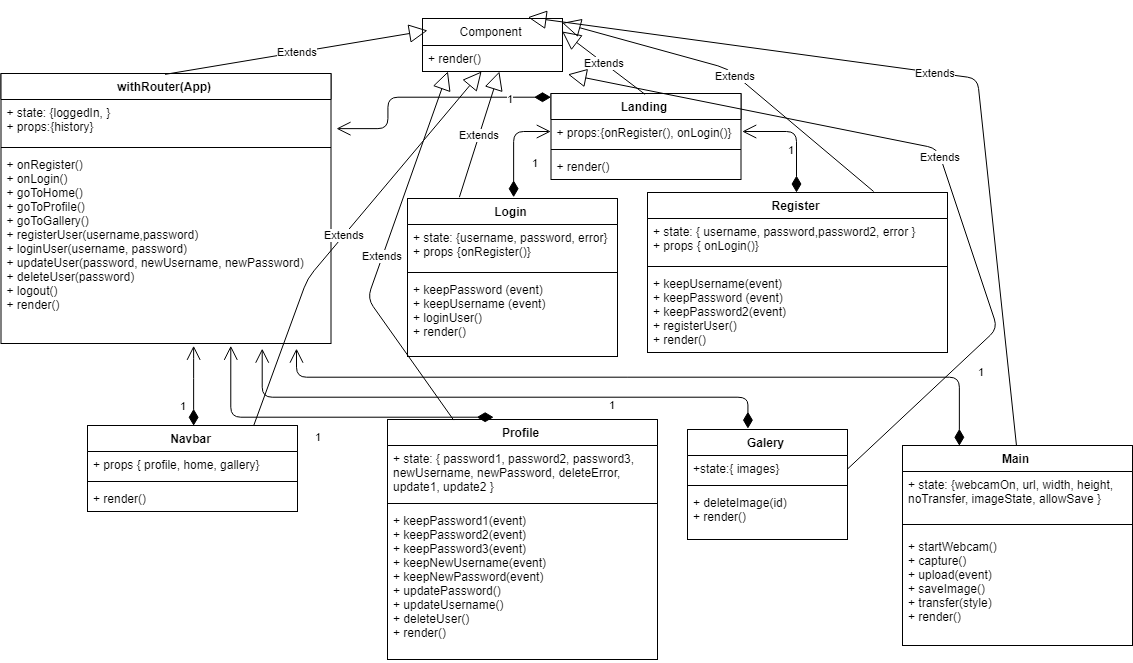 Component
+ render()
Extends
Extends
Extends
Extends
Extends
Extends
Extends
Extends
withRouter(App)
+ state: {loggedIn, }
+ props:{history}
+ onRegister()
+ onLogin()
+ goToHome()
+ goToProfile()
+ goToGallery()
+ registerUser(username,password)
+ loginUser(username, password)
+ updateUser(password, newUsername, newPassword)
+ deleteUser(password)
+ logout()
+ render()
1
Landing
+ props:{onRegister(), onLogin()}
+ render()
1
1
Login
+ state: {username, password, error}
+ props {onRegister()}
+ keepPassword (event)
+ keepUsername (event)
+ loginUser()
+ render()
Register
+ state: { username, password,password2, error }
+ props { onLogin()}
+ keepUsername(event)
+ keepPassword (event)
+ keepPassword2(event)
+ registerUser()
+ render()
1
1
1
1
Navbar
+ props { profile, home, gallery}
+ render()
Profile
+ state: { password1, password2, password3,
newUsername, newPassword, deleteError,
update1, update2 }
+ keepPassword1(event)
+ keepPassword2(event)
+ keepPassword3(event)
+ keepNewUsername(event)
+ keepNewPassword(event)
+ updatePassword()
+ updateUsername()
+ deleteUser()
+ render()
Galery
+state:{ images}
+ deleteImage(id)
+ render()
Main
+ state: {webcamOn, url, width, height,
noTransfer, imageState, allowSave }
+ startWebcam()
+ capture()
+ upload(event)
+ saveImage()
+ transfer(style)
+ render()